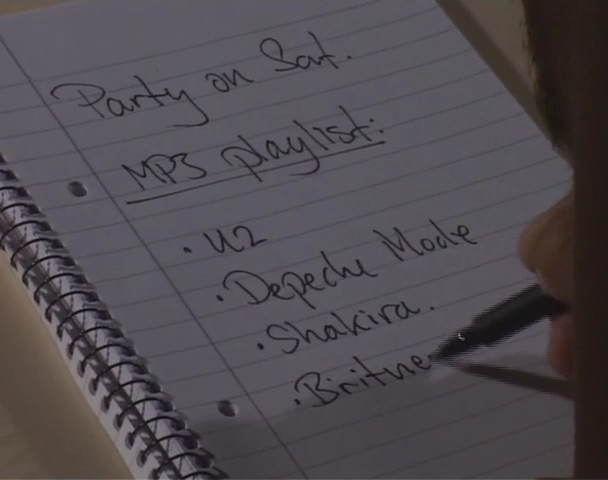 Party on Sat.
MP3 playlist:
· U2
· Depeche Mode
· Shakira.
· Britne